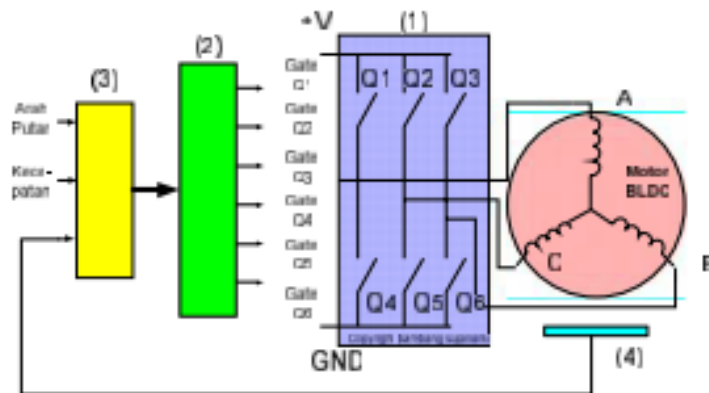 +V
(1)
(2)
(3)
Gate
Q1
Gate
Q2
Gate
Q3
Gate
Q4
Gate
Q5
Gate
Q6
Arah
Putar
Kece-
patan
Q1 Q2 Q3
Q4 Q5 Q6
GND
A
Motor
BLDC
C
(4)